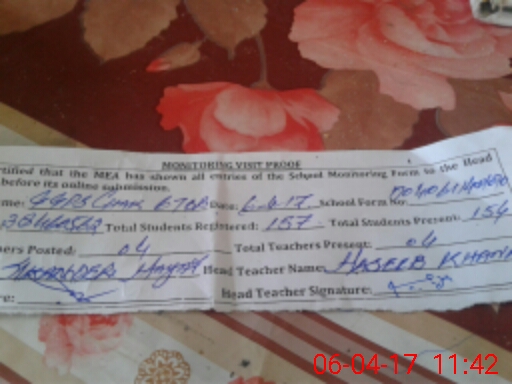 MONITORING VISIT PROOF
rtified that the MEA has shown all entries of the School Monitoring Form to the Head
before its online submission.
me: GGPS Chak Date: 6-4-17 School Form No:
Total Students Registered: 157 Total Students Present: 154
ers Posted: 04 Total Teachers Present: 04
Head Teacher Name: HASEEB KHAN
re: Head Teacher Signature:
06-04-17 11:42